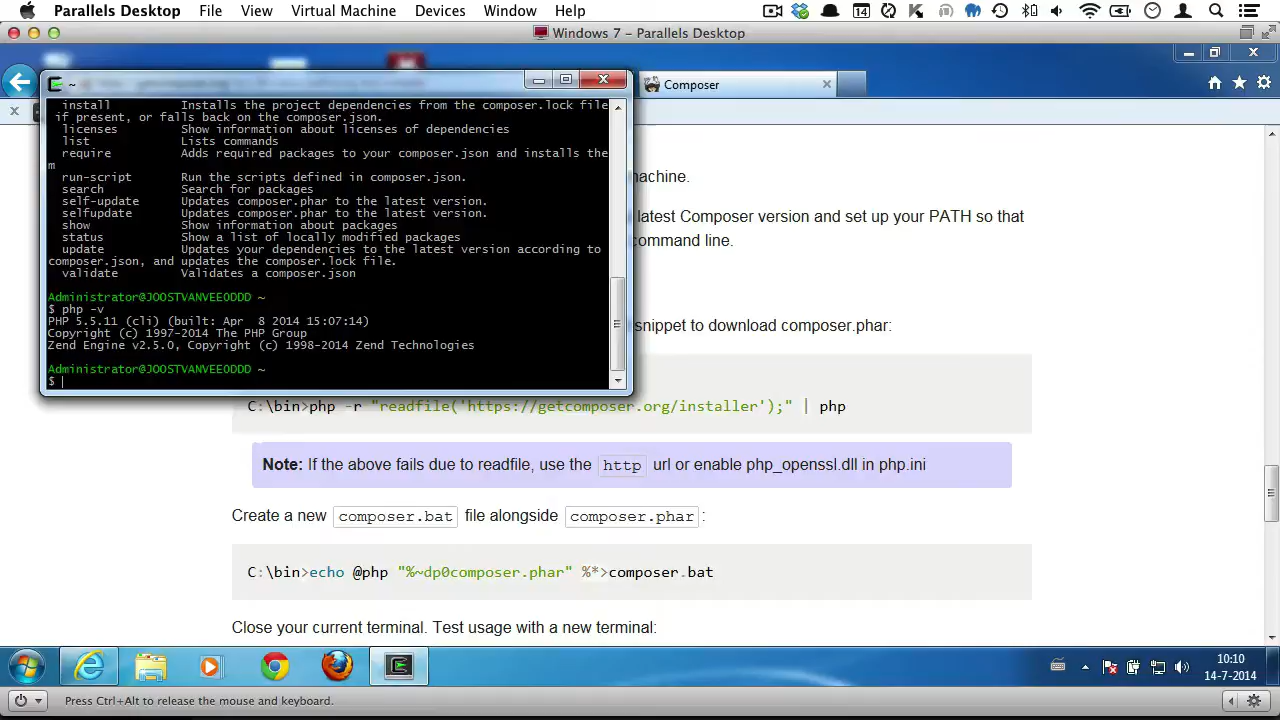 Parallels Desktop File View Virtual Machine Devices Window Help
14
Windows 7 - Parallels Desktop
~
Composer
install Installs the project dependencies from the composer.lock file
if present, or falls back on the composer.json.
licenses Show information about licenses of dependencies
list Lists commands
require Adds required packages to your composer.json and installs the
m
run-script Run the scripts defined in composer.json.
search Search for packages
self-update Updates composer.phar to the latest version.
selfupdate Updates composer.phar to the latest version.
show Show information about packages
status Show a list of locally modified packages
update Updates your dependencies to the latest version according to
composer.json, and updates the composer.lock file.
validate Validates a composer.json
Administrator@JOOSTVANVEE0DDD ~
$ php -v
PHP 5.5.11 (cli) (built: Apr 8 2014 15:07:14)
Copyright (c) 1997-2014 The PHP Group
Zend Engine v2.5.0, Copyright (c) 1998-2014 Zend Technologies
Administrator@JOOSTVANVEE0DDD ~
$
achine.
latest Composer version and set up your PATH so that
command line.
snippet to download composer.phar:
C:\bin>php -r "readfile('https://getcomposer.org/installer');" | php
Note: If the above fails due to readfile, use the http url or enable php_openssl.dll in php.ini
Create a new composer.bat file alongside composer.phar :
C:\bin>echo @php "%~dp0composer.phar" %*>composer.bat
Close your current terminal. Test usage with a new terminal:
10:10
14-7-2014
Press Ctrl+Alt to release the mouse and keyboard.